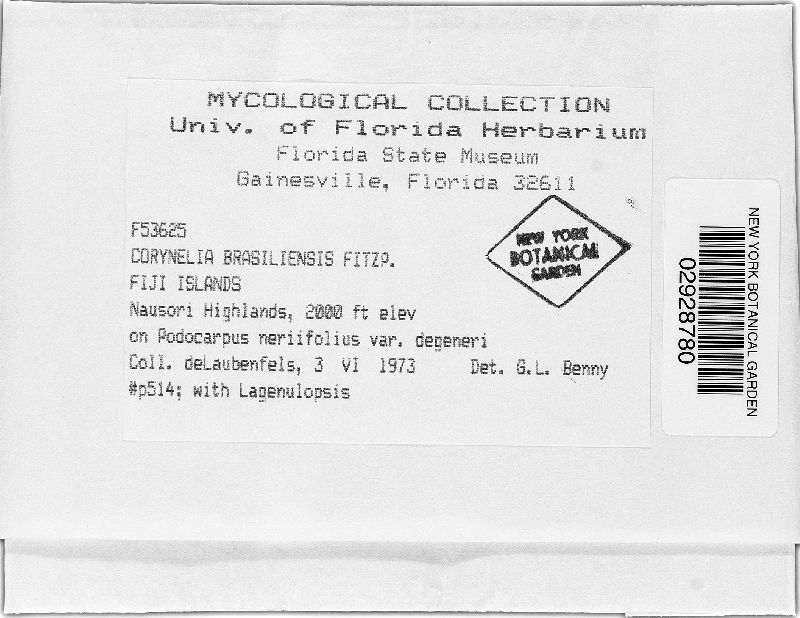 MYCOLOGICAL COLLECTION
Univ. of Florida Herbarium
Florida State Museum
Gainesville, Florida 32611
F53625
CORYNELIA BRASILIENSIS FITZP.
FIJI ISLANDS
Nausori Highlands, 2000 ft elev
on Podocarpus neriifolius var. degeneri
Coll. deLaubenfels, 3 VI 1973 Det. G.L. Benny
#p514; with Lagenulopsis
NEW YORK
BOTANICAL
GARDEN
NEW YORK BOTANICAL GARDEN
02928780